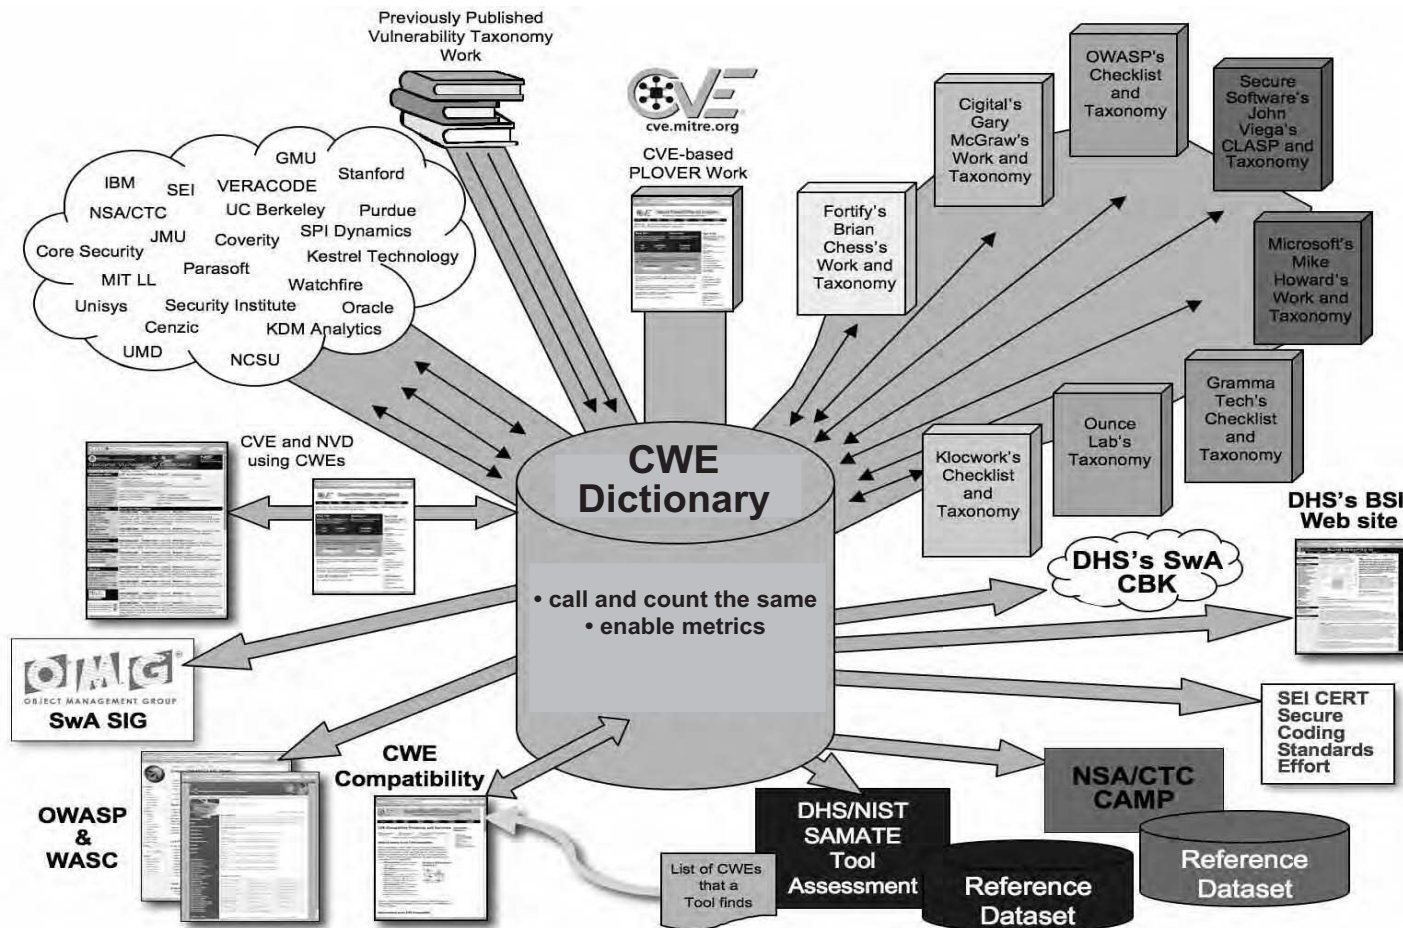 Previously Published
Vulnerability Taxonomy
Work
CVE
cve.mitre.org
CVE-based
PLOVER Work
OWASP's
Checklist
and
Taxonomy
Cigital's
Gary
McGraw's
Work and
Taxonomy
Secure
Software's
John
Viega's
CLASP and
Taxonomy
Fortify's
Brian
Chess's
Work and
Taxonomy
Microsoft's
Mike
Howard's
Work and
Taxonomy
Gramma
Tech's
Checklist
and
Taxonomy
Ounce
Lab's
Taxonomy
Klocwork's
Checklist
and
Taxonomy
GMU
IBM
SEI
VERACODE
Stanford
NSA/CTC
UC Berkeley
Purdue
JMU
Coverity
SPI Dynamics
Core Security
Kestrel Technology
MIT LL
Parasoft
Watchfire
Unisys
Security Institute
Oracle
Cenzic
KDM Analytics
UMD
NCSU
CVE and NVD
using CWEs
CWE
Dictionary
• call and count the same
• enable metrics
DHS's BSI
Web site
DHS's SwA
CBK
OMG®
OBJECT MANAGEMENT GROUP
SwA SIG
SEI CERT
Secure
Coding
Standards
Effort
OWASP
&
WASC
CWE
Compatibility
NSA/CTC
CAMP
Reference
Dataset
DHS/NIST
SAMATE
Tool
Assessment
Reference
Dataset
List of CWEs
that a
Tool finds